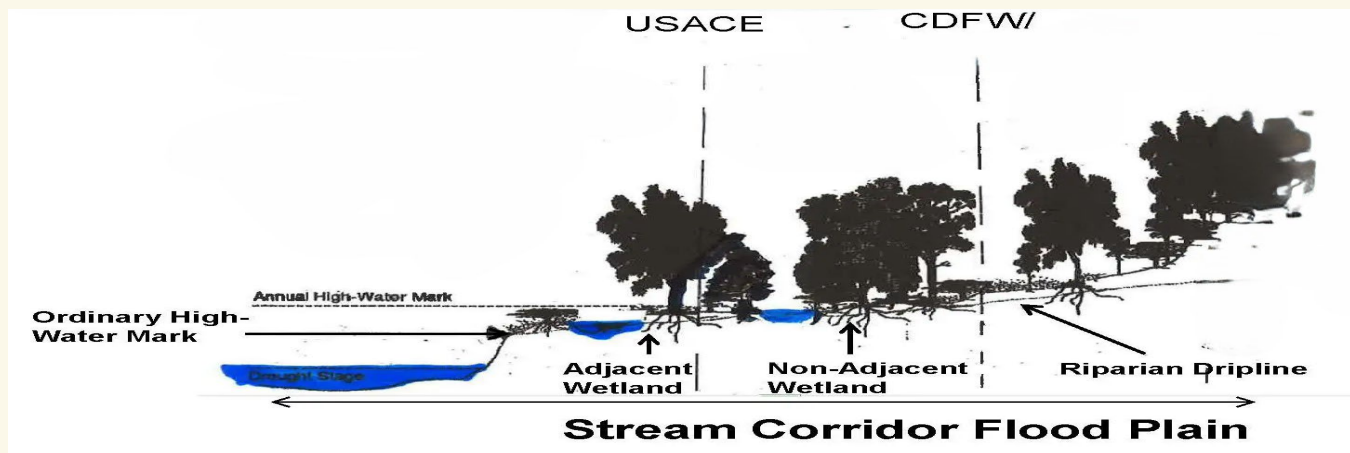 USACE
CDFW/
Annual High-Water Mark
Ordinary High-
Water Mark
Drought Stage
Adjacent
Wetland
Non-Adjacent
Wetland
Riparian Dripline
Stream Corridor Flood Plain